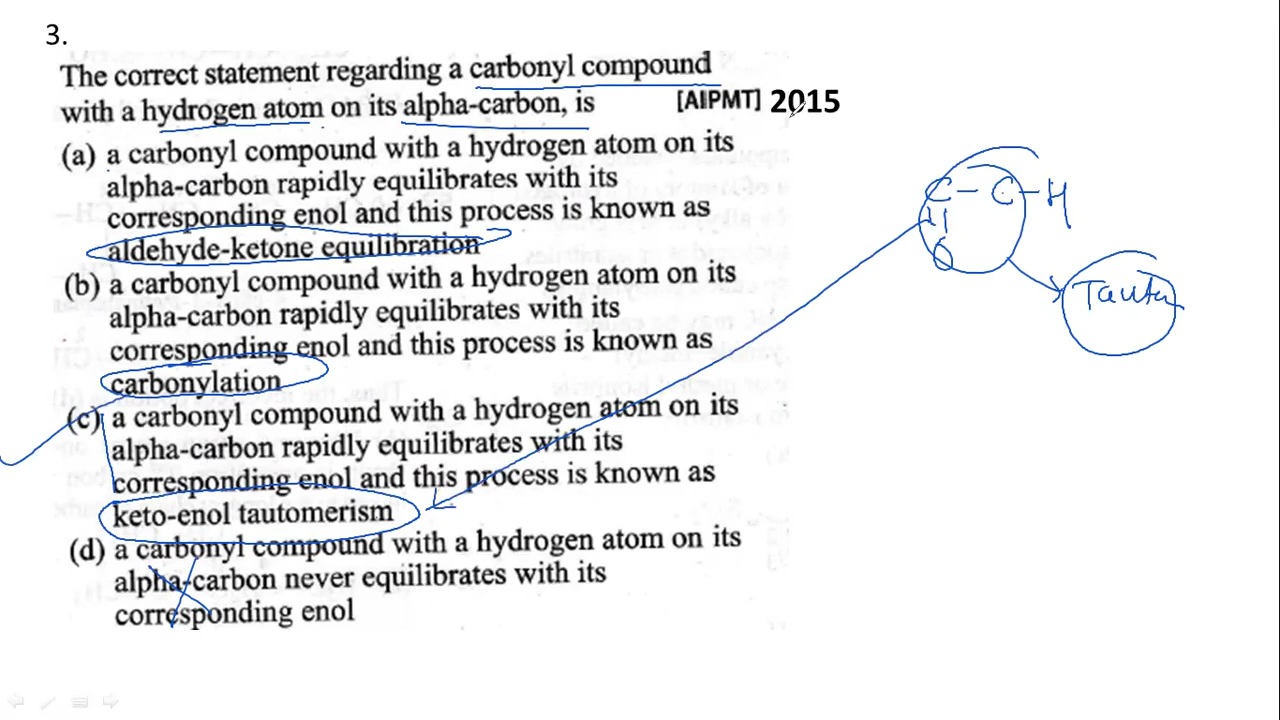 3.
The correct statement regarding a carbonyl compound
with a hydrogen atom on its alpha-carbon, is [AIPMT] 2015
(a) a carbonyl compound with a hydrogen atom on its
alpha-carbon rapidly equilibrates with its
corresponding enol and this process is known as
aldehyde-ketone equilibration
(b) a carbonyl compound with a hydrogen atom on its
alpha-carbon rapidly equilibrates with its
corresponding enol and this process is known as
carbonylation
(c) a carbonyl compound with a hydrogen atom on its
alpha-carbon rapidly equilibrates with its
corresponding enol and this process is known as
keto-enol tautomerism
(d) a carbonyl compound with a hydrogen atom on its
alpha-carbon never equilibrates with its
corresponding enol
C - C - H
O